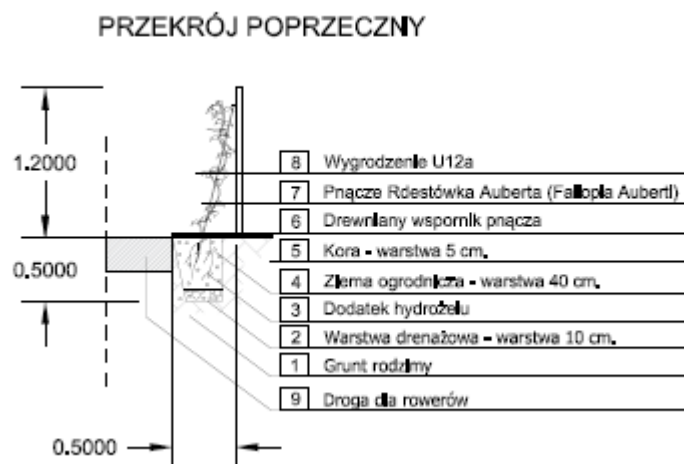 PRZEKRÓJ POPRZECZNY
1.2000
0.5000
8 Wygrodzenie U12a
7 Pnącze Rdestówka Auberta (Fallopia Auberti)
6 Drewniany wspornik pnącza
5 Kora - warstwa 5 cm.
4 Ziema ogrodnicza - warstwa 40 cm.
3 Dodatek hydrożelu
2 Warstwa drenażowa - warstwa 10 cm.
1 Grunt rodzimy
9 Droga dla rowerów
0.5000